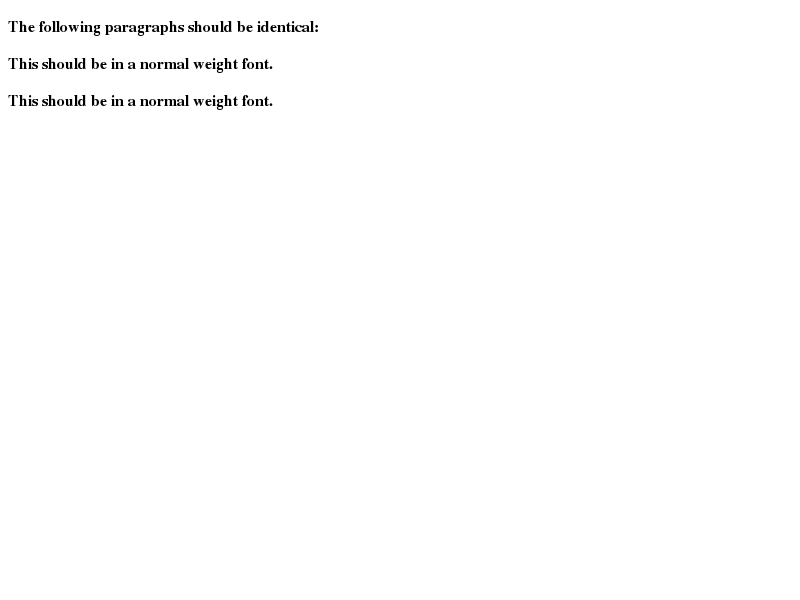 The following paragraphs should be identical:
This should be in a normal weight font.
This should be in a normal weight font.